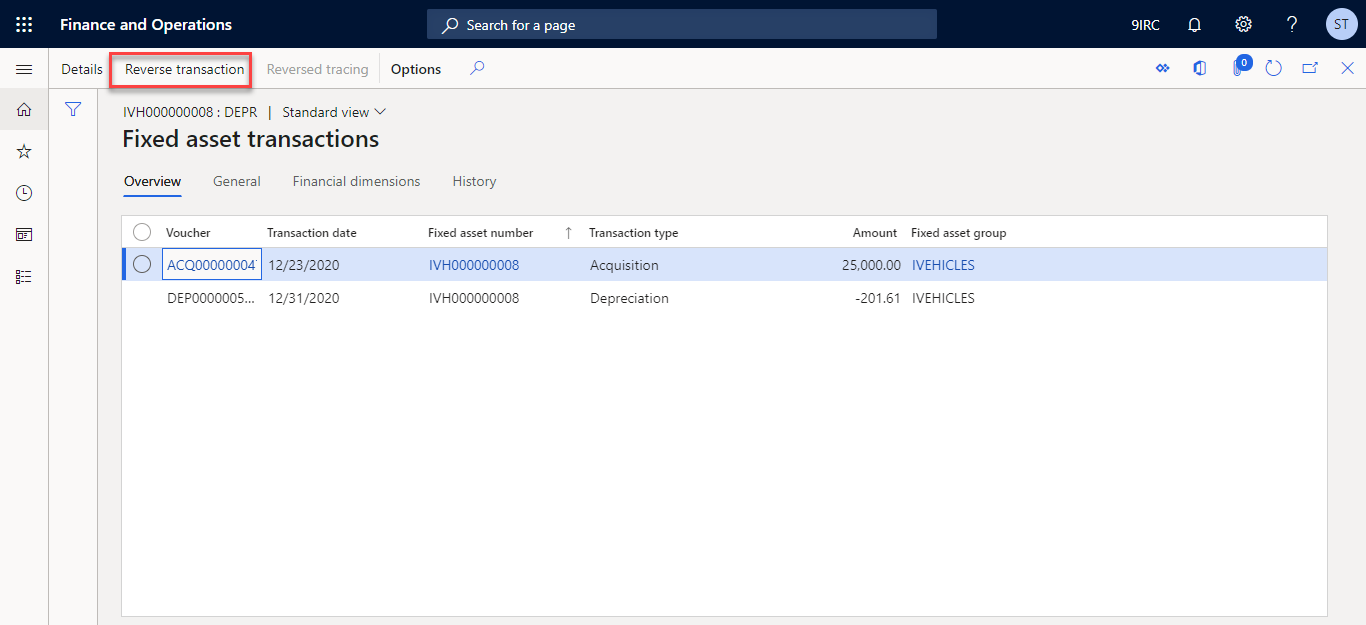 Finance and Operations
Search for a page
9IRC
?
ST
Details Reverse transaction Reversed tracing Options
0
IVH000000008 : DEPR | Standard view
Fixed asset transactions
Overview General Financial dimensions History
Voucher Transaction date Fixed asset number ↑ Transaction type Amount Fixed asset group
ACQ00000004 12/23/2020 IVH000000008 Acquisition 25,000.00 IVEHICLES
DEP0000005... 12/31/2020 IVH000000008 Depreciation -201.61 IVEHICLES